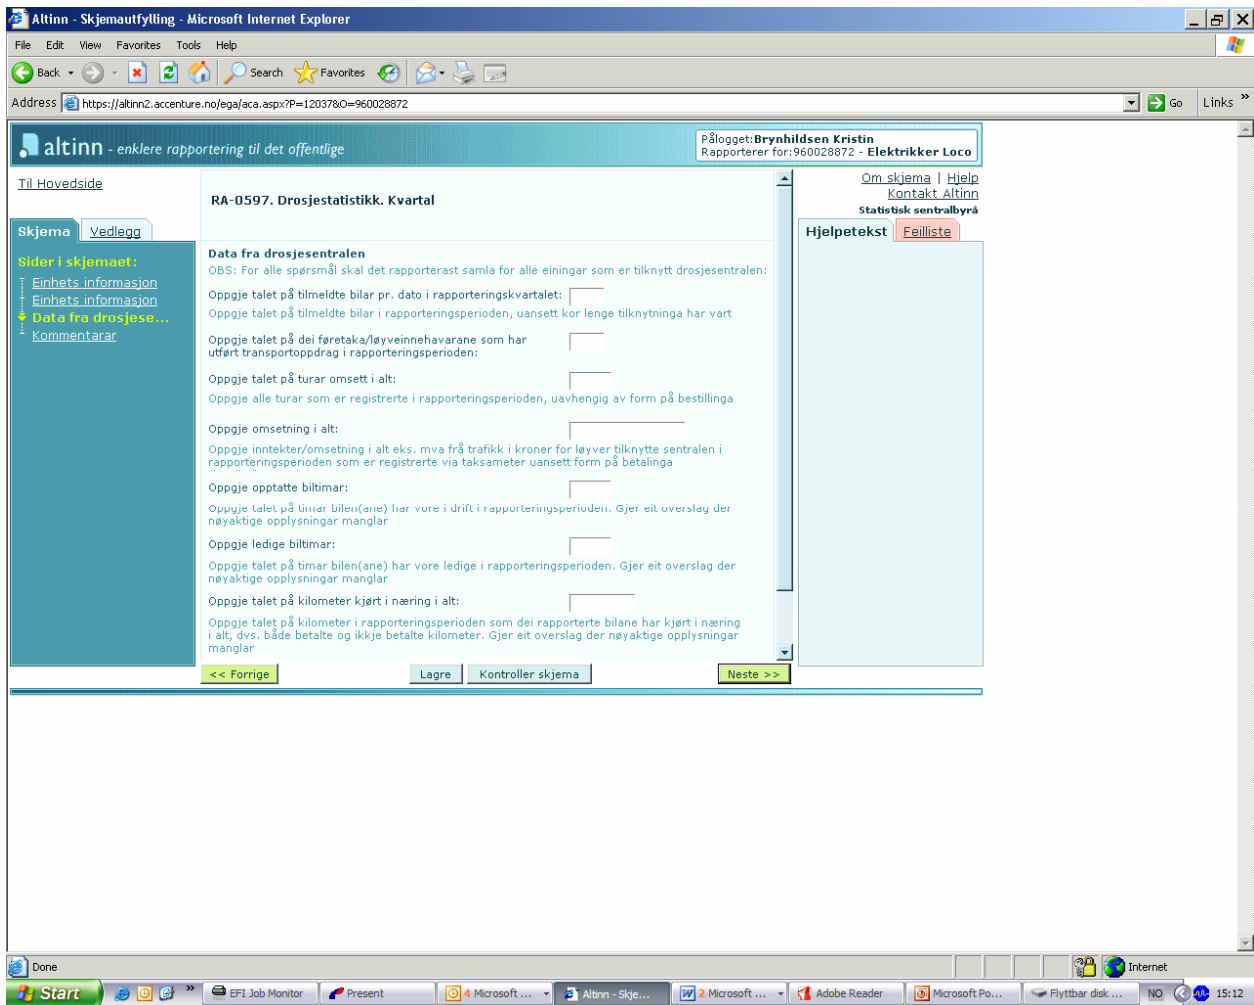 Altinn - Skjemautfylling - Microsoft Internet Explorer
File Edit View Favorites Tools Help
Back Search Favorites
Address https://altinn2.accenture.no/ega/aca.aspx?P=12037&O=960028872 Go Links »
altinn - enklere rapportering til det offentlige
Pålogget:Brynhildsen Kristin
Rapporterer for:960028872 - Elektrikker Loco
Til Hovedside
Om skjema | Hjelp
Kontakt Altinn
Statistisk sentralbyrå
RA-0597. Drosjestatistikk. Kvartal
Skjema Vedlegg
Hjelpetekst Feilliste
Sider i skjemaet:
Einhets informasjon
Einhets informasjon
Data fra drosjese...
Kommentarar
Data fra drosjesentralen
OBS: For alle spørsmål skal det rapporterast samla for alle einingar som er tilknytt drosjesentralen:
Oppgje talet på tilmeldte bilar pr. dato i rapporteringskvartalet:
Oppgje talet på tilmeldte bilar i rapporteringsperioden, uansett kor lenge tilknytninga har vart
Oppgje talet på dei føretaka/løyveinnehavarane som har
utført transportoppdrag i rapporteringsperioden:
Oppgje talet på turar omsett i alt:
Oppgje alle turar som er registrerte i rapporteringsperioden, uavhengig av form på bestillinga
Oppgje omsetning i alt:
Oppgje inntekter/omsetning i alt eks. mva frå trafikk i kroner for løyver tilknytte sentralen i
rapporteringsperioden som er registrerte via taksameter uansett form på betalinga
Oppgje opptatte biltimar:
Oppgje talet på timar bilen(ane) har vore i drift i rapporteringsperioden. Gjer eit overslag der
nøyaktige opplysningar manglar
Oppgje ledige biltimar:
Oppgje talet på timar bilen(ane) har vore ledige i rapporteringsperioden. Gjer eit overslag der
nøyaktige opplysningar manglar
Oppgje talet på kilometer kjørt i næring i alt:
Oppgje talet på kilometer i rapporteringsperioden som dei rapporterte bilane har kjørt i næring
i alt, dvs. både betalte og ikkje betalte kilometer. Gjer eit overslag der nøyaktige opplysningar
manglar
<< Forrige Lagre Kontroller skjema Neste >>
Done Internet
Start » EFI Job Monitor Present 4 Microsoft ... Altinn - Skje... 2 Microsoft ... Adobe Reader Microsoft Po... Flyttbar disk ... NO 15:12